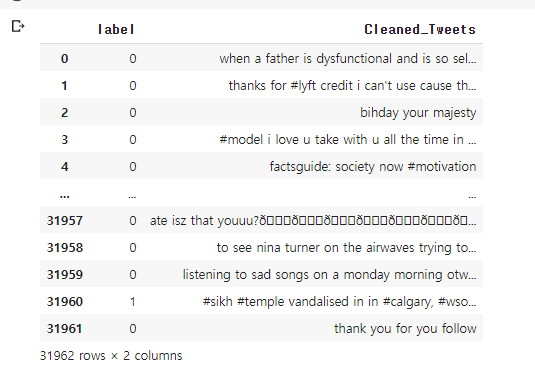 label Cleaned_Tweets
0 0 when a father is dysfunctional and is so sel...
1 0 thanks for #lyft credit i can't use cause th...
2 0 bihday your majesty
3 0 #model i love u take with u all the time in ...
4 0 factsguide: society now #motivation
... ... ...
31957 0 ate isz that youuu?ð□□□ð□□□ð□□□ð□□□ð□□□ð□□□ð□...
31958 0 to see nina turner on the airwaves trying to...
31959 0 listening to sad songs on a monday morning otw...
31960 1 #sikh #temple vandalised in in #calgary, #wso...
31961 0 thank you for you follow
31962 rows × 2 columns